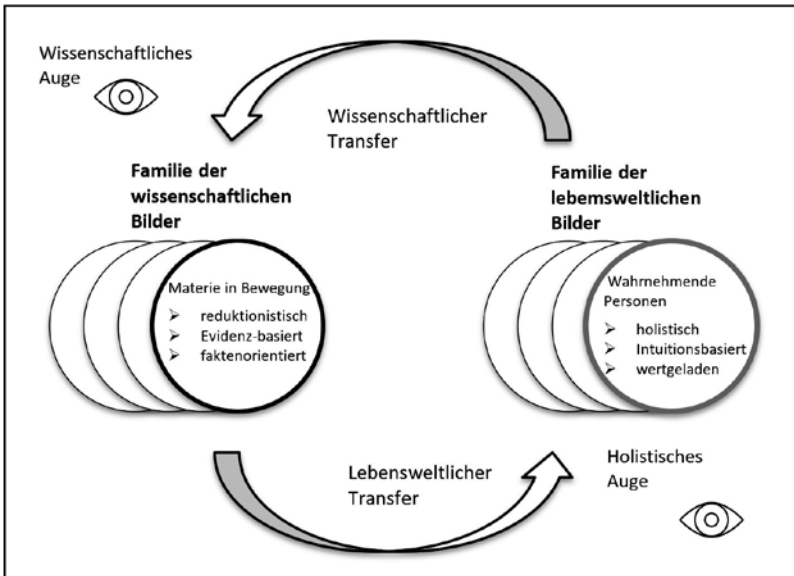 Wissenschaftliches
Auge
Wissenschaftlicher
Transfer
Familie der
wissenschaftlichen
Bilder
Familie der
lebemsweltlichen
Bilder
Materie in Bewegung
➢ reduktionistisch
➢ Evidenz-basiert
➢ faktenorientiert
Wahrnehmende
Personen
➢ holistisch
➢ Intuitionsbasiert
➢ wertgeladen
Lebensweltlicher
Transfer
Holistisches
Auge